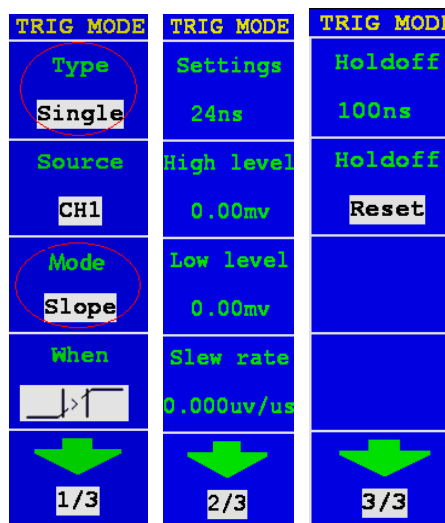 TRIG MODE
Type
Single
Source
CH1
Mode
Slope
When
1/3
TRIG MODE
Settings
24ns
High level
0.00mv
Low level
0.00mv
Slew rate
0.000uv/us
2/3
TRIG MODE
Holdoff
100ns
Holdoff
Reset
3/3